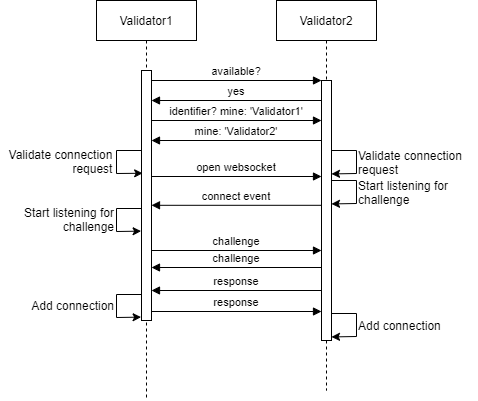 Validator1
Validator2
available?
yes
identifier? mine: 'Validator1'
mine: 'Validator2'
Validate connection
request
Validate connection
request
open websocket
Start listening for
challenge
connect event
Start listening for
challenge
challenge
challenge
response
response
Add connection
Add connection